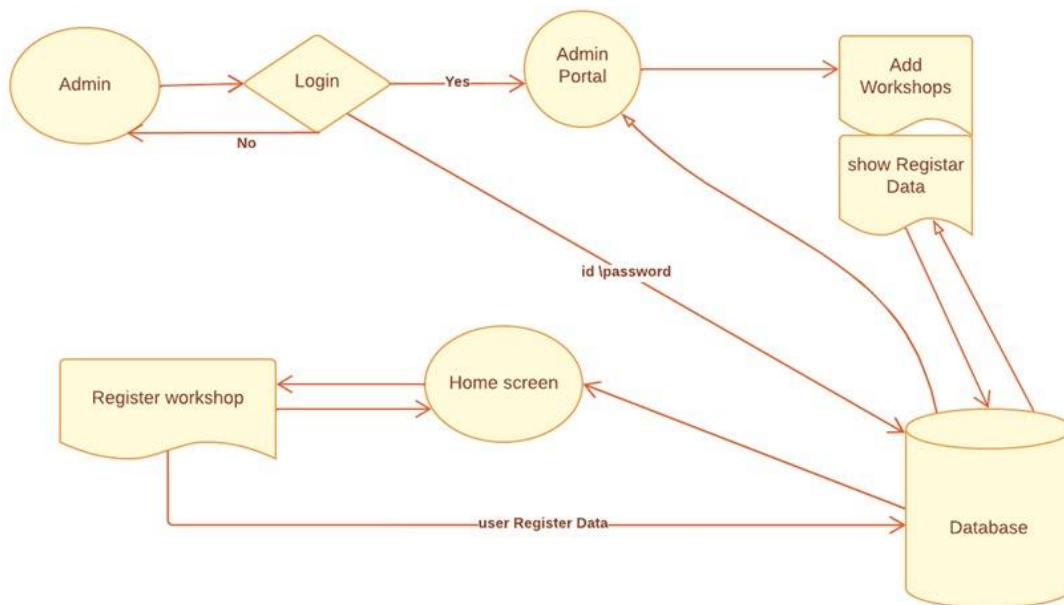 Admin
Login
Yes
No
Admin
Portal
Add
Workshops
show Registar
Data
id \password
Register workshop
Home screen
user Register Data
Database